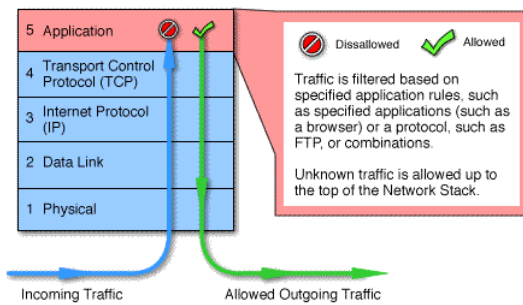 5 Application
4 Transport Control
Protocol (TCP)
3 Internet Protocol
(IP)
2 Data Link
1 Physical
Incoming Traffic
Allowed Outgoing Traffic
Disallowed
Allowed
Traffic is filtered based on
specified application rules, such
as specified applications (such as
a browser) or a protocol, such as
FTP, or combinations.
Unknown traffic is allowed up to
the top of the Network Stack.